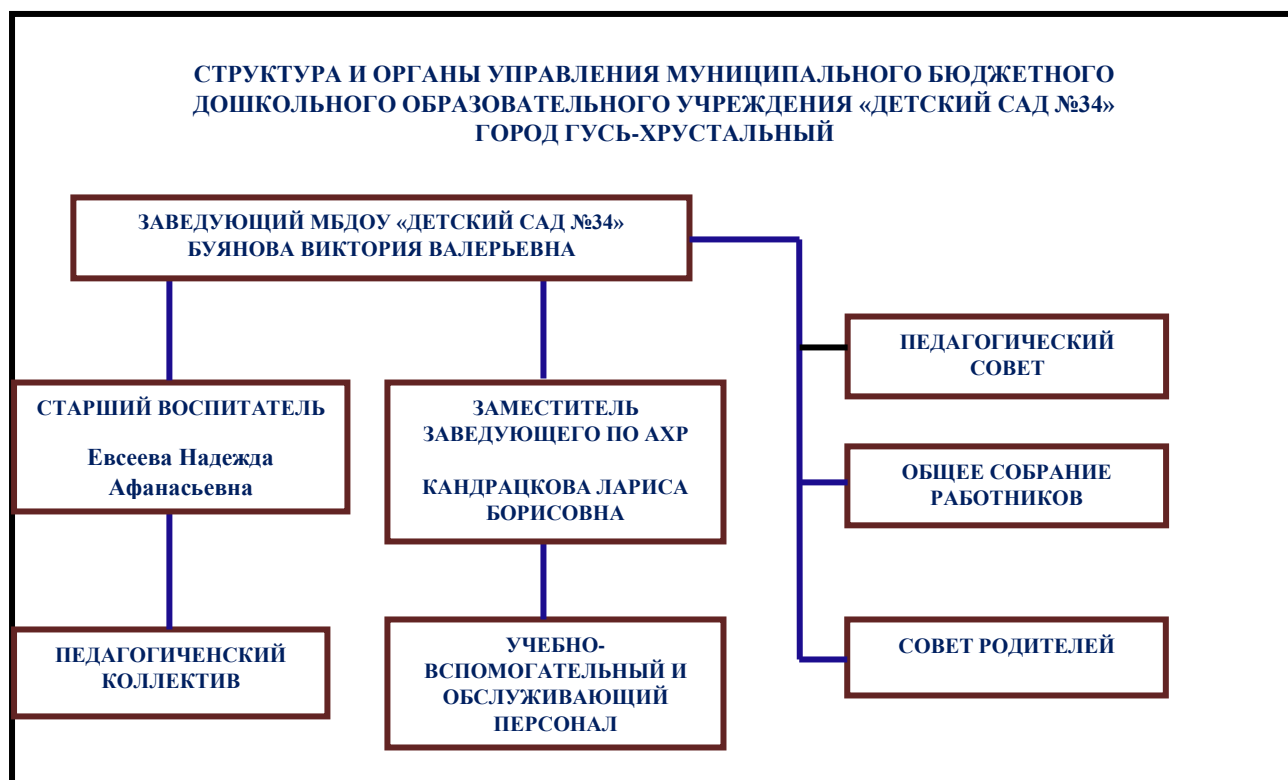 СТРУКТУРА И ОРГАНЫ УПРАВЛЕНИЯ МУНИЦИПАЛЬНОГО БЮДЖЕТНОГО
ДОШКОЛЬНОГО ОБРАЗОВАТЕЛЬНОГО УЧРЕЖДЕНИЯ «ДЕТСКИЙ САД №34»
ГОРОД ГУСЬ-ХРУСТАЛЬНЫЙ
ЗАВЕДУЮЩИЙ МБДОУ «ДЕТСКИЙ САД №34»
БУЯНОВА ВИКТОРИЯ ВАЛЕРЬЕВНА
СТАРШИЙ ВОСПИТАТЕЛЬ
Евсеева Надежда
Афанасьевна
ЗАМЕСТИТЕЛЬ
ЗАВЕДУЮЩЕГО ПО АХР
КАНДРАЦКОВА ЛАРИСА
БОРИСОВНА
ПЕДАГОГИЧЕСКИЙ
СОВЕТ
ОБЩЕЕ СОБРАНИЕ
РАБОТНИКОВ
СОВЕТ РОДИТЕЛЕЙ
ПЕДАГОГИЧЕНСКИЙ
КОЛЛЕКТИВ
УЧЕБНО-
ВСПОМОГАТЕЛЬНЫЙ И
ОБСЛУЖИВАЮЩИЙ
ПЕРСОНАЛ